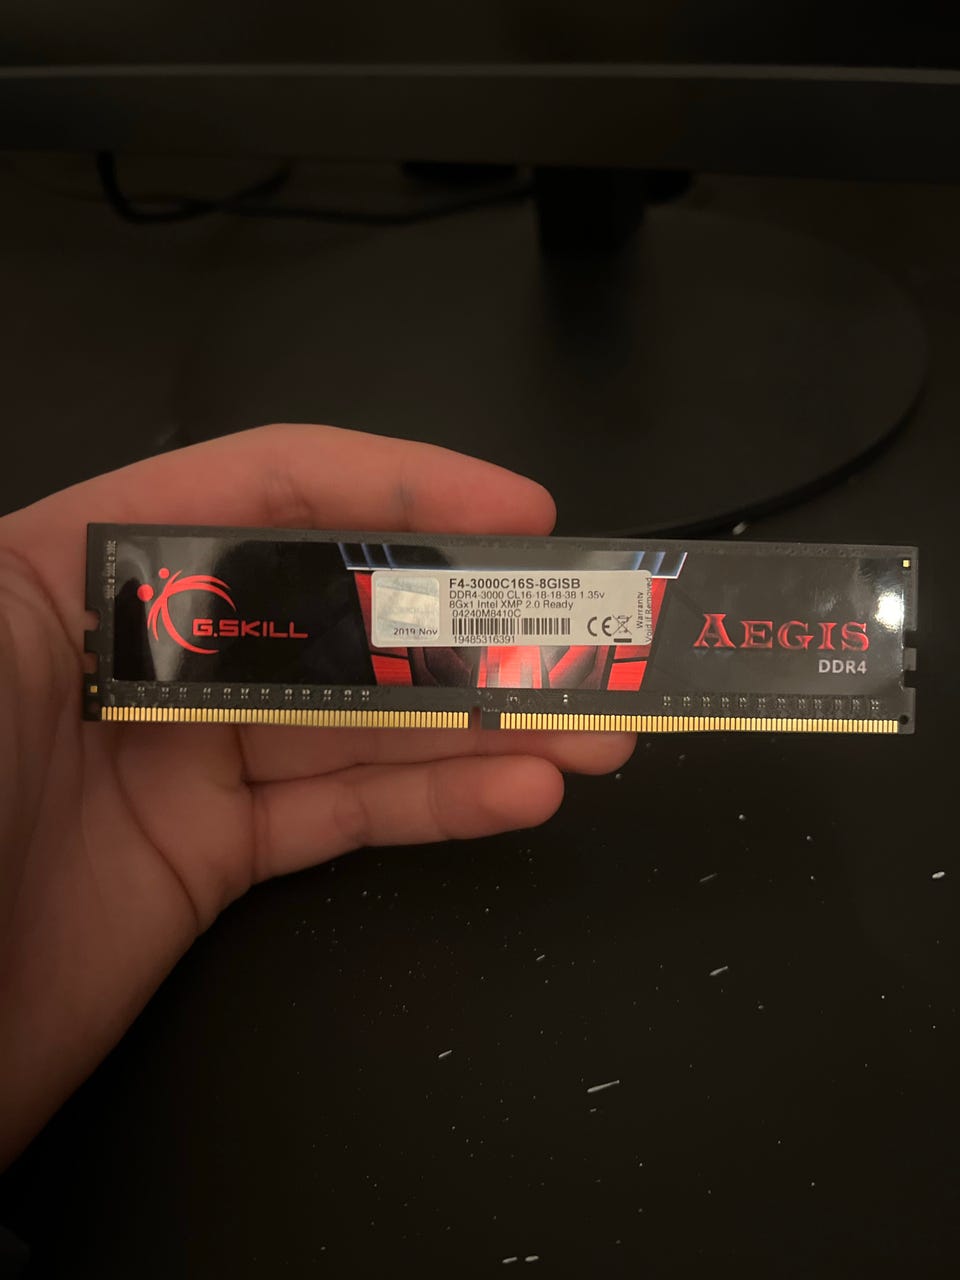 G.SKILL
F4-3000C16S-8GISB
DDR4-3000 CL16-18-18-38 1.35v
8Gx1 Intel XMP 2.0 Ready
04240M8410C
2019 Nov
19485316391
CE
Warranty
Void if Removed
AEGIS
DDR4